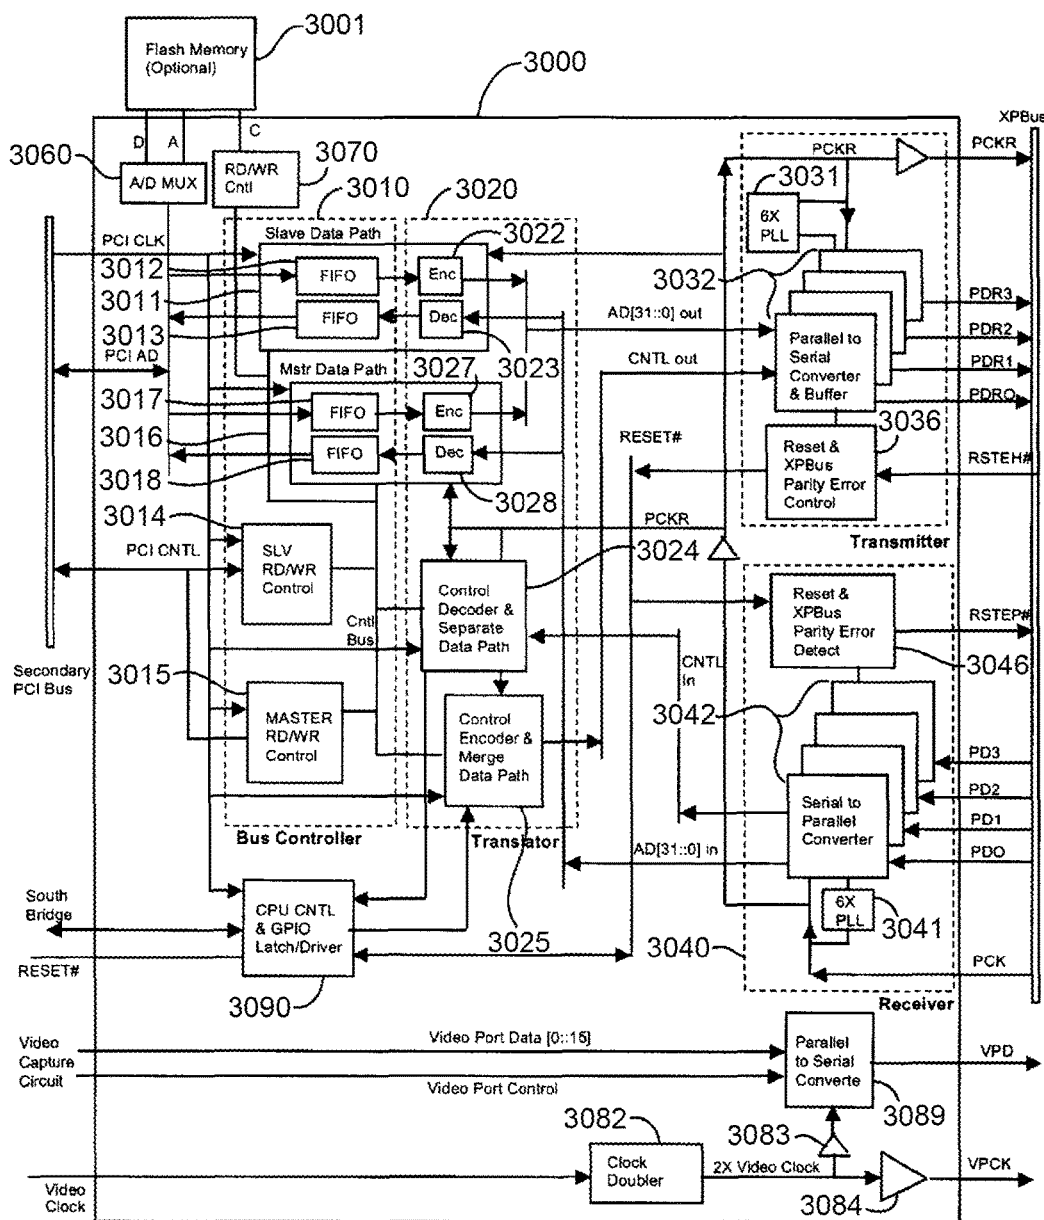 Flash Memory
(Optional)
3001
3000
XPBus
D
A
C
3060
A/D MUX
RD/WR
Cntl
3070
3010
3020
PCKR
PCKR
3031
6X
PLL
Slave Data Path
3022
PCI CLK
3012
FIFO
Enc
3032
3011
3013
FIFO
Dec
3023
AD[31::0] out
PDR3
PCI AD
Parallel to
Serial
Converter
& Buffer
PDR2
Mstr Data Path
3027
CNTL out
PDR1
3017
FIFO
Enc
PDRO
3016
RESET#
3036
3018
FIFO
Dec
3028
Reset &
XPBus
Parity Error
Control
RSTEH#
3014
PCKR
Transmitter
PCI CNTL
SLV
RD/WR
Control
3024
Control
Decoder &
Separate
Data Path
Reset &
XPBus
Parity Error
Detect
RSTEP#
Cntl
Bus
CNTL
In
3046
Secondary
PCI Bus
3015
3042
MASTER
RD/WR
Control
Control
Encoder &
Merge
Data Path
PD3
PD2
Serial to
Parallel
Converter
PD1
Bus Controller
Translator
AD[31::0] in
PDO
South
Bridge
CPU CNTL
& GPIO
Latch/Driver
3025
6X
PLL
3041
3040
RESET#
3090
PCK
Receiver
Video
Capture
Circuit
Video Port Data [0::15]
Video Port Control
Parallel
to Serial
Converte
VPD
3089
3082
3083
Clock
Doubler
2X Video Clock
VPCK
3084
Video
Clock